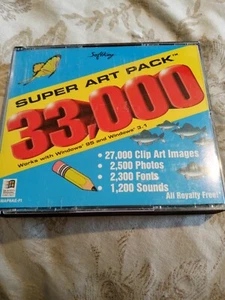 SoftKey
SUPER ART PACK™
33,000
Works with Windows® 95 and Windows® 3.1
• 27,000 Clip Art Images
• 2,500 Photos
• 2,300 Fonts
• 1,200 Sounds
All Royalty Free!